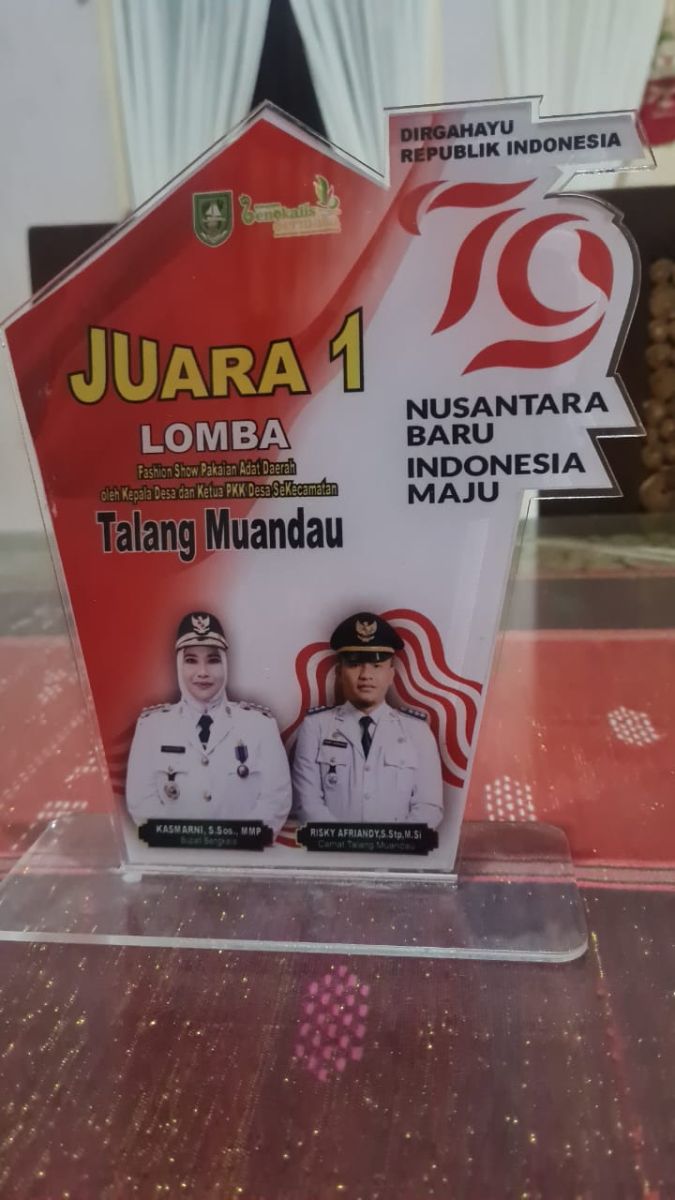 DIRGAHAYU
REPUBLIK INDONESIA
79
NUSANTARA
BARU
INDONESIA
MAJU
Bengkalis
BERMASA
JUARA 1
LOMBA
Fashion Show Pakaian Adat Daerah
oleh Kepala Desa dan Ketua PKK Desa SeKecamatan
Talang Muandau
KASMARNI, S.Sos., MMP
Bupati Bengkalis
RISKY AFRIANDY,S.Stp,M.Si
Camat Talang Muandau